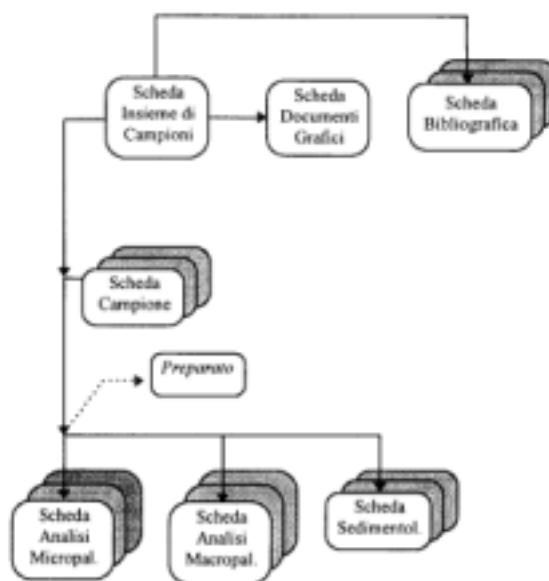 Scheda
Insieme di
Campioni
Scheda
Documenti
Grafici
Scheda
Bibliografica
Scheda
Campione
Preparato
Scheda
Analisi
Micropal.
Scheda
Analisi
Macropal.
Scheda
Sedimentol.